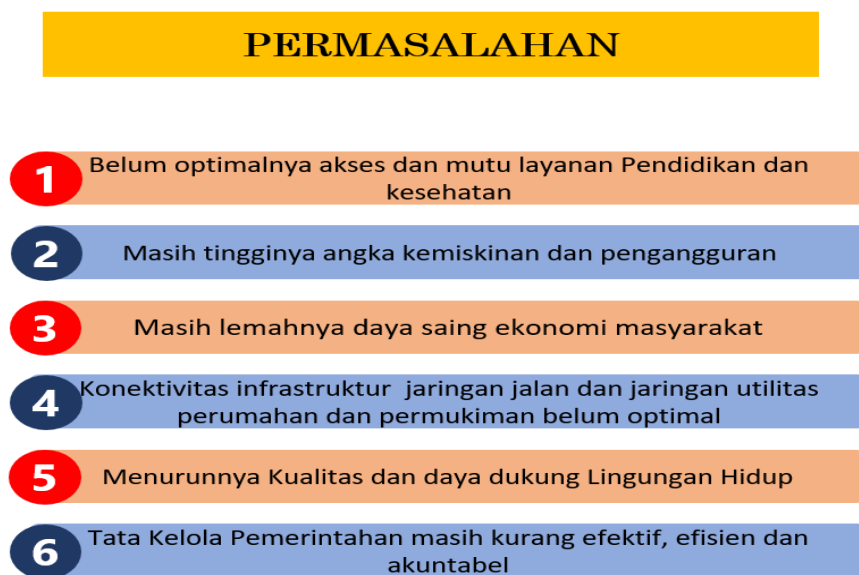 PERMASALAHAN
1
Belum optimalnya akses dan mutu layanan Pendidikan dan
kesehatan
2
Masih tingginya angka kemiskinan dan pengangguran
3
Masih lemahnya daya saing ekonomi masyarakat
4
Konektivitas infrastruktur jaringan jalan dan jaringan utilitas
perumahan dan permukiman belum optimal
5
Menurunnya Kualitas dan daya dukung Lingungan Hidup
6
Tata Kelola Pemerintahan masih kurang efektif, efisien dan
akuntabel